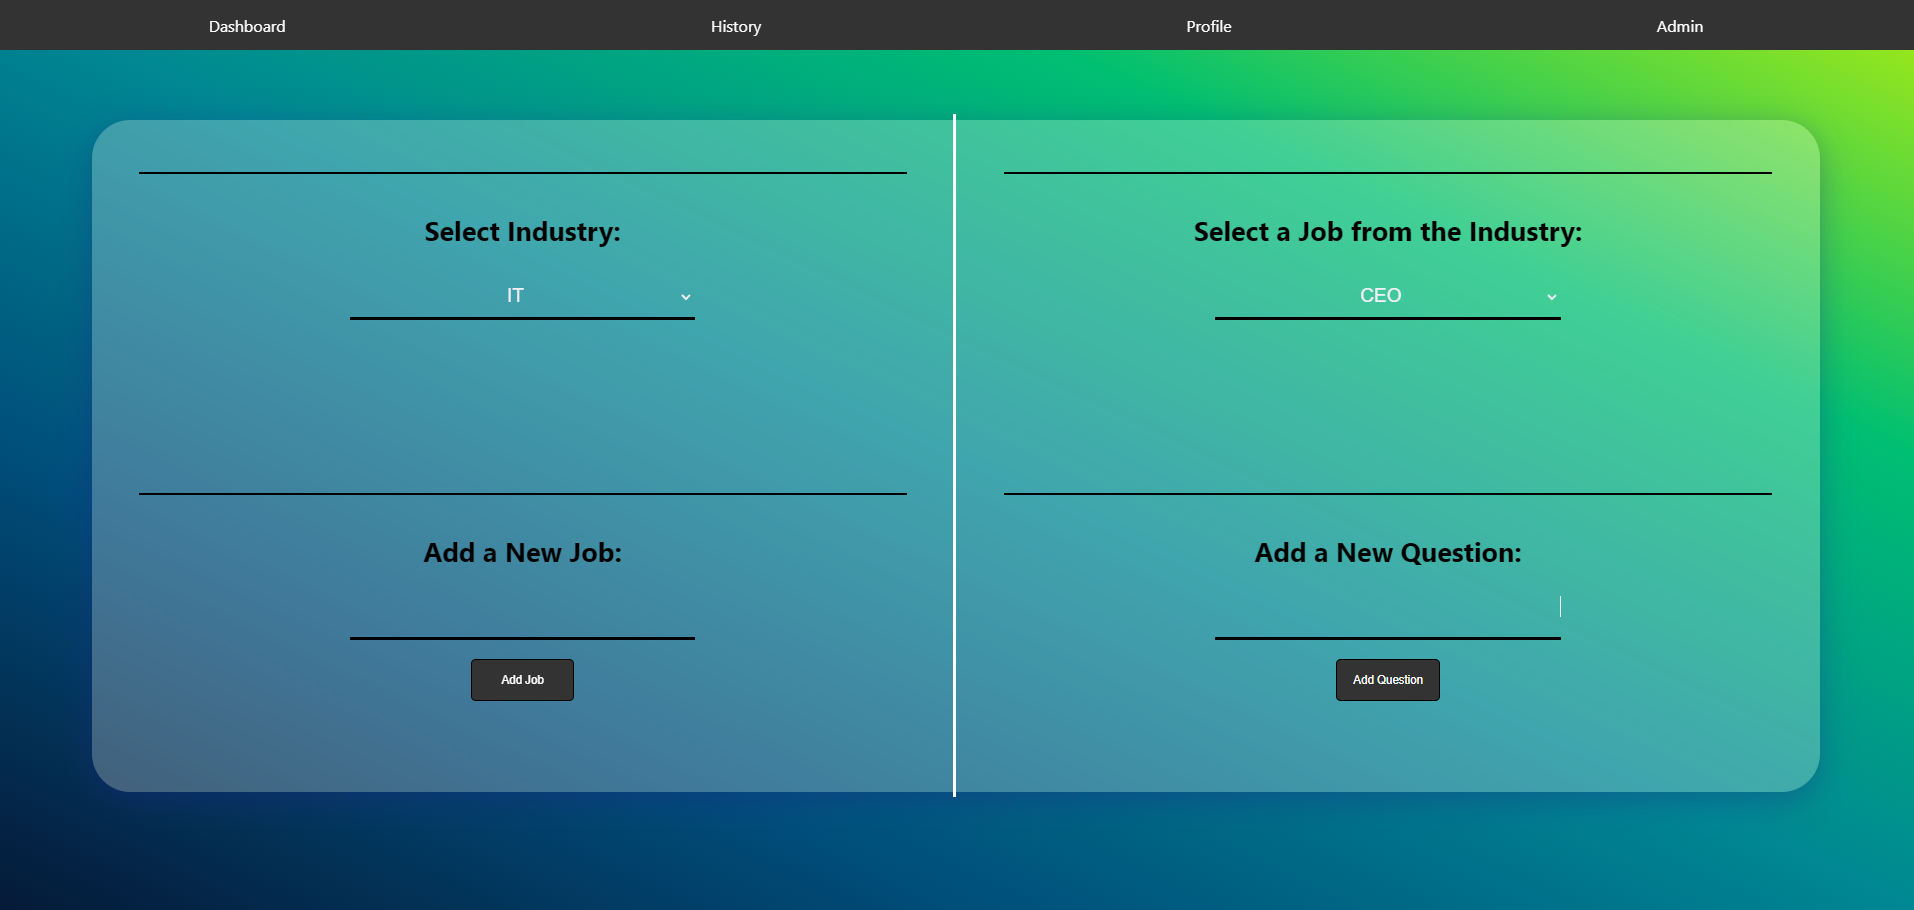 Dashboard History Profile Admin
Select Industry:
IT
Add a New Job:
Add Job
Select a Job from the Industry:
CEO
Add a New Question:
Add Question